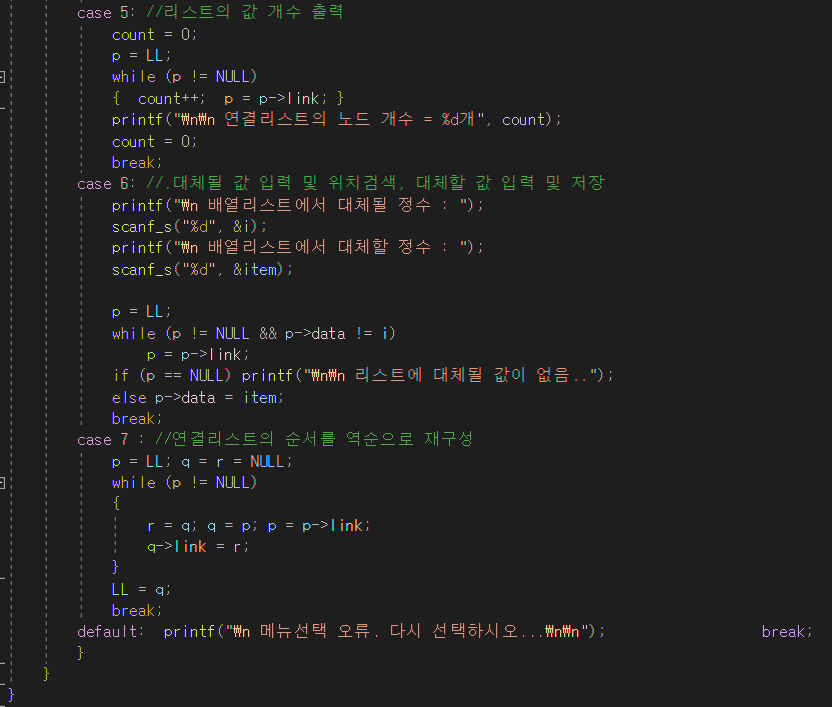 case 5: //리스트의 값 개수 출력
count = 0;
p = LL;
while (p != NULL)
{  count++;  p = p->link; }
printf("₩n₩n 연결리스트의 노드 개수 = %d개", count);
count = 0;
break;
case 6: //.대체될 값 입력 및 위치검색, 대체할 값 입력 및 저장
printf("₩n 배열리스트에서 대체될 정수 : ");
scanf_s("%d", &i);
printf("₩n 배열리스트에서 대체할 정수 : ");
scanf_s("%d", &item);
p = LL;
while (p != NULL && p->data != i)
p = p->link;
if (p == NULL) printf("₩n₩n 리스트에 대체될 값이 없음..");
else p->data = item;
break;
case 7 : //연결리스트의 순서를 역순으로 재구성
p = LL; q = r = NULL;
while (p != NULL)
{
r = q; q = p; p = p->link;
q->link = r;
}
LL = q;
break;
default:  printf("₩n 메뉴선택 오류. 다시 선택하시오...₩n₩n");                  break;
}
}
}